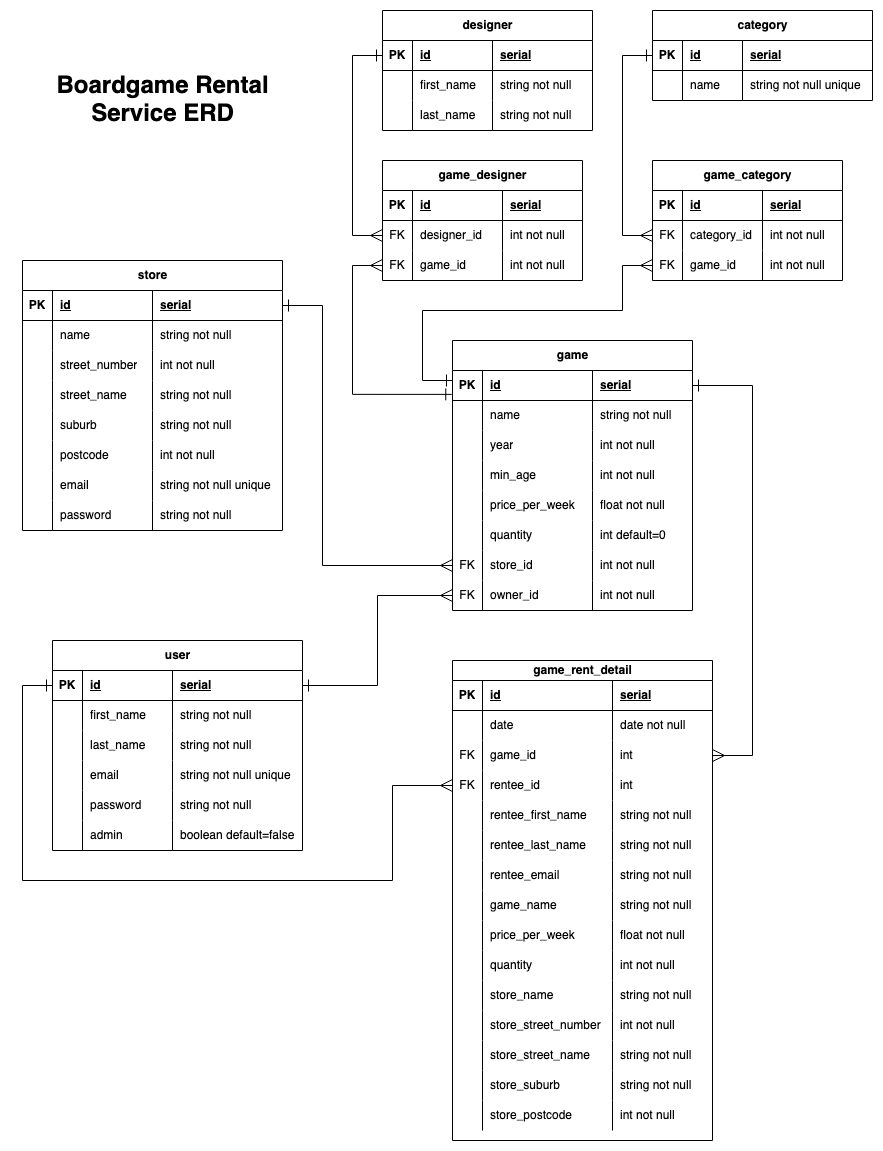 Boardgame Rental
Service ERD
designer
PK id serial
first_name string not null
last_name string not null
category
PK id serial
name string not null unique
game_designer
PK id serial
FK designer_id int not null
FK game_id int not null
game_category
PK id serial
FK category_id int not null
FK game_id int not null
store
PK id serial
name string not null
street_number int not null
street_name string not null
suburb string not null
postcode int not null
email string not null unique
password string not null
game
PK id serial
name string not null
year int not null
min_age int not null
price_per_week float not null
quantity int default=0
FK store_id int not null
FK owner_id int not null
user
PK id serial
first_name string not null
last_name string not null
email string not null unique
password string not null
admin boolean default=false
game_rent_detail
PK id serial
date date not null
FK game_id int
FK rentee_id int
rentee_first_name string not null
rentee_last_name string not null
rentee_email string not null
game_name string not null
price_per_week float not null
quantity int not null
store_name string not null
store_street_number int not null
store_street_name string not null
store_suburb string not null
store_postcode int not null